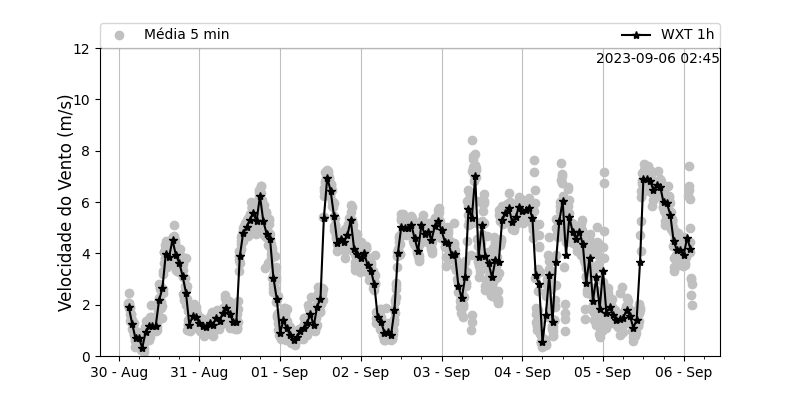 Média 5 min
WXT 1h
2023-09-06 02:45
Velocidade do Vento (m/s)
12
10
8
6
4
2
0
30 - Aug
31 - Aug
01 - Sep
02 - Sep
03 - Sep
04 - Sep
05 - Sep
06 - Sep